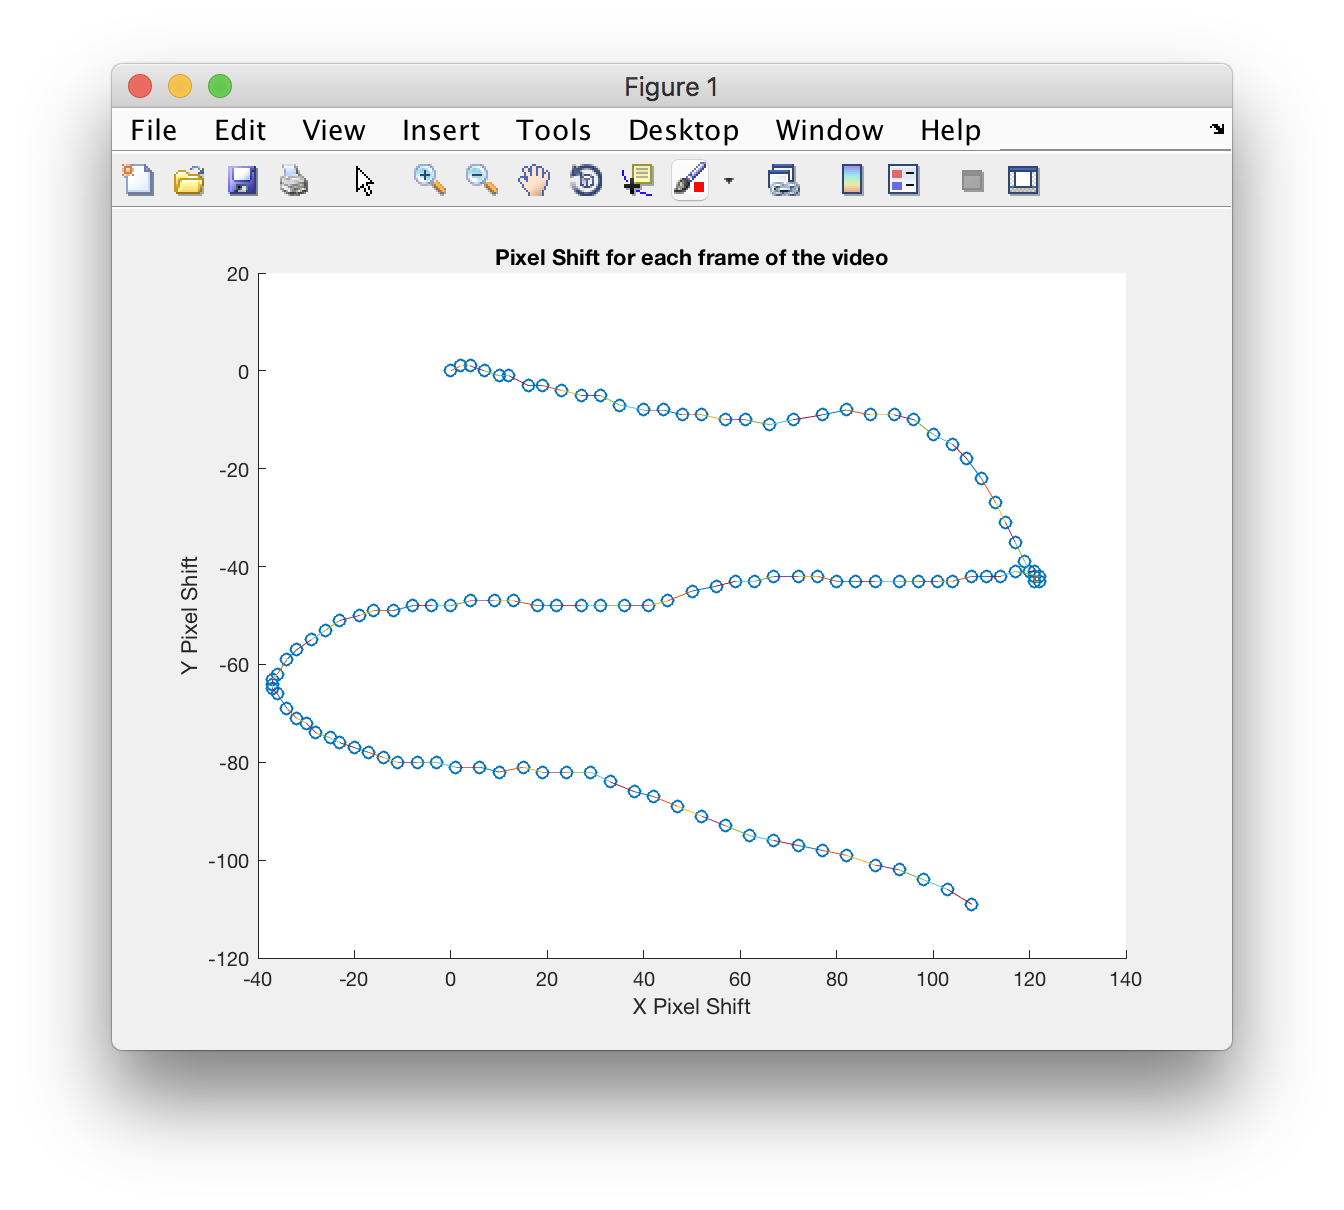 Figure 1
File Edit View Insert Tools Desktop Window Help
Pixel Shift for each frame of the video
20
0
-20
-40
-60
-80
-100
-120
Y Pixel Shift
-40 -20 0 20 40 60 80 100 120 140
X Pixel Shift